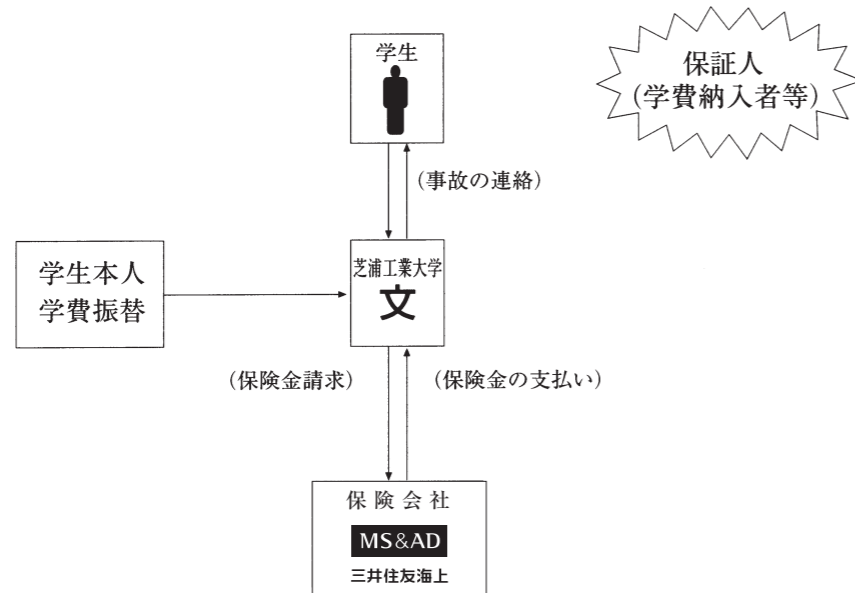 学生
保証人
(学費納入者等)
(事故の連絡)
学生本人
学費振替
芝浦工業大学
文
(保険金請求)
(保険金の支払い)
保険会社
MS&AD
三井住友海上